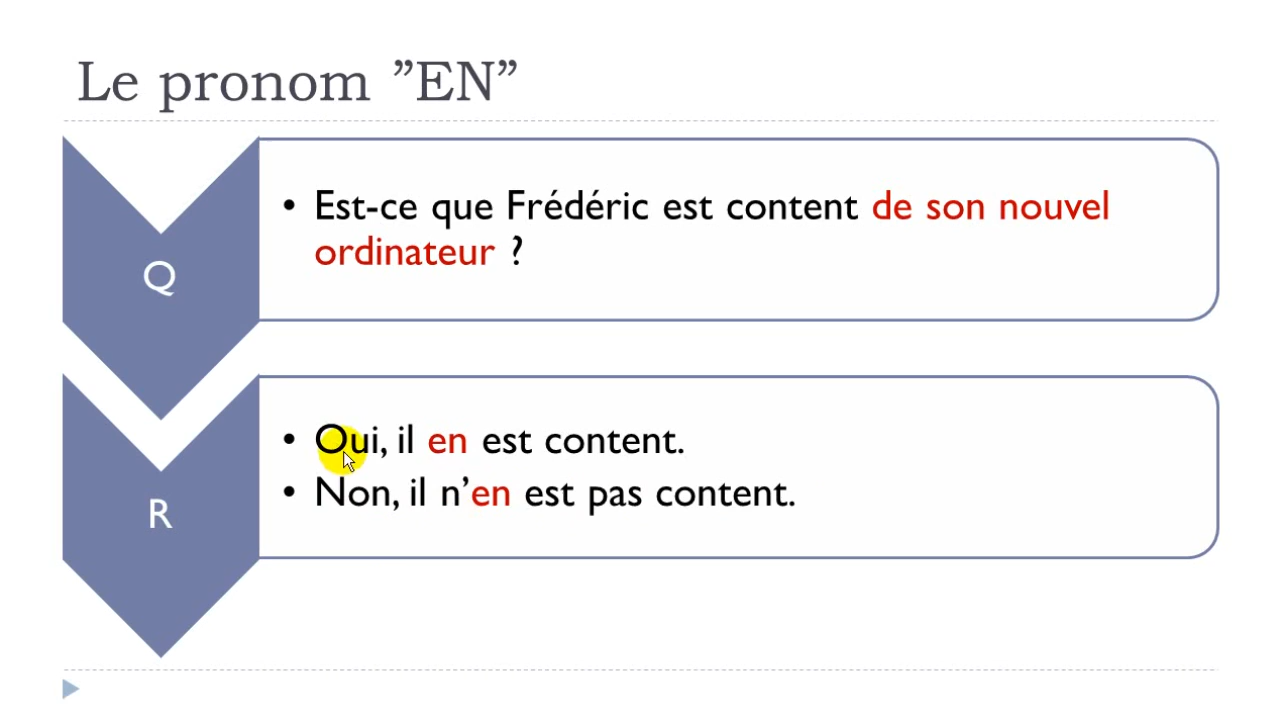 Le pronom ”EN”
Q
• Est-ce que Frédéric est content de son nouvel
ordinateur ?
R
• Oui, il en est content.
• Non, il n’en est pas content.